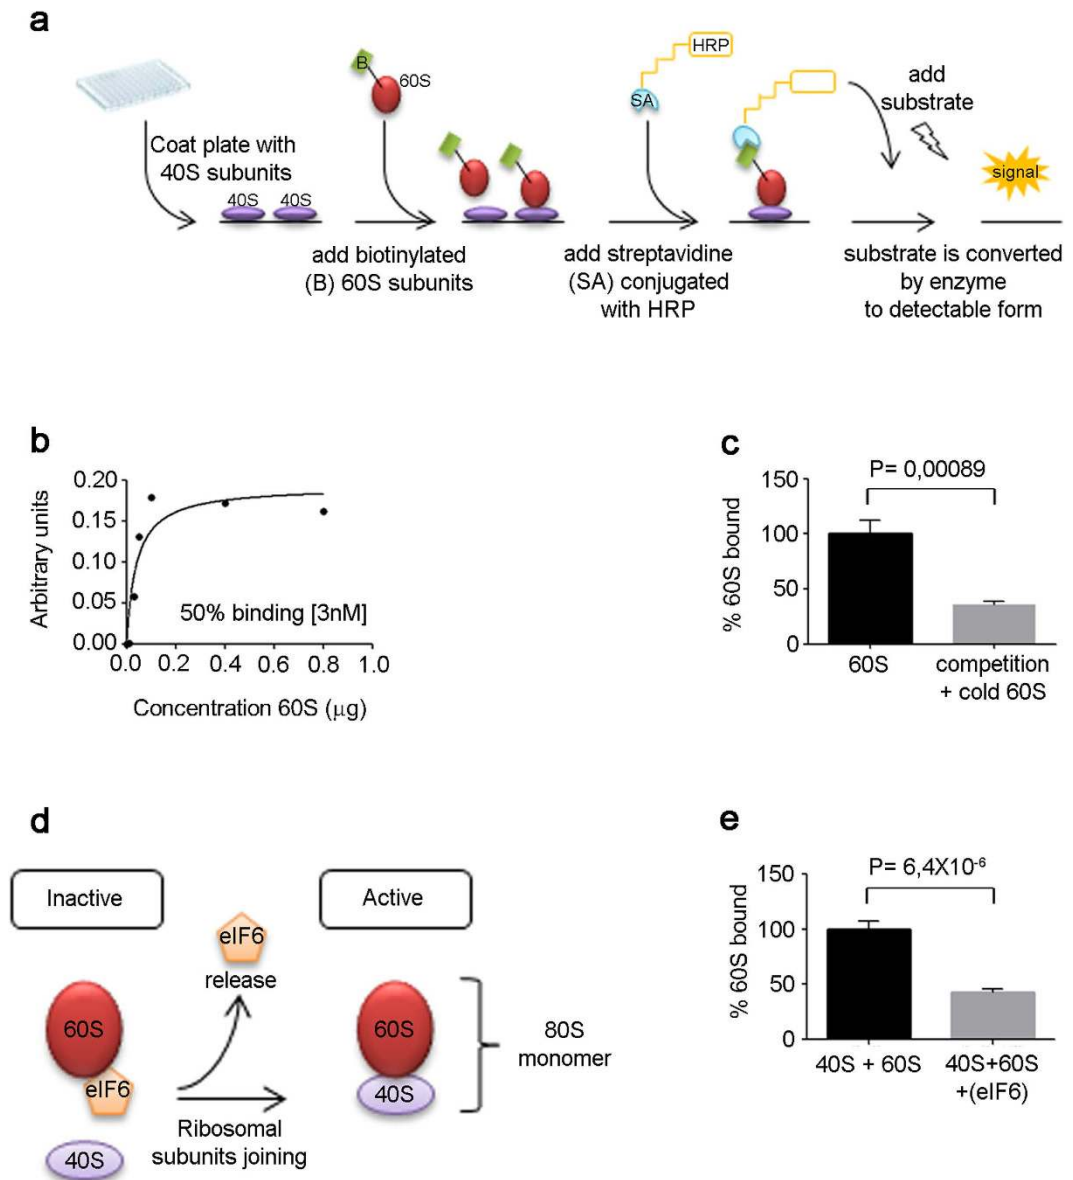 a
HRP
B
60S
SA
add
substrate
Coat plate with
40S subunits
40S 40S
signal
add biotinylated
(B) 60S subunits
add streptavidine
(SA) conjugated
with HRP
substrate is converted
by enzyme
to detectable form
b
Arbitrary units
0.20
0.15
0.10
0.05
0.00
50% binding [3nM]
0.0 0.2 0.4 0.6 0.8 1.0
Concentration 60S (μg)
c
P= 0,00089
% 60S bound
150
100
50
0
60S
competition
+ cold 60S
d
Inactive
Active
eIF6
release
60S
eIF6
40S
Ribosomal
subunits joining
60S
40S
80S
monomer
e
P= 6,4X10⁻⁶
% 60S bound
150
100
50
0
40S + 60S
40S+60S
+(eIF6)